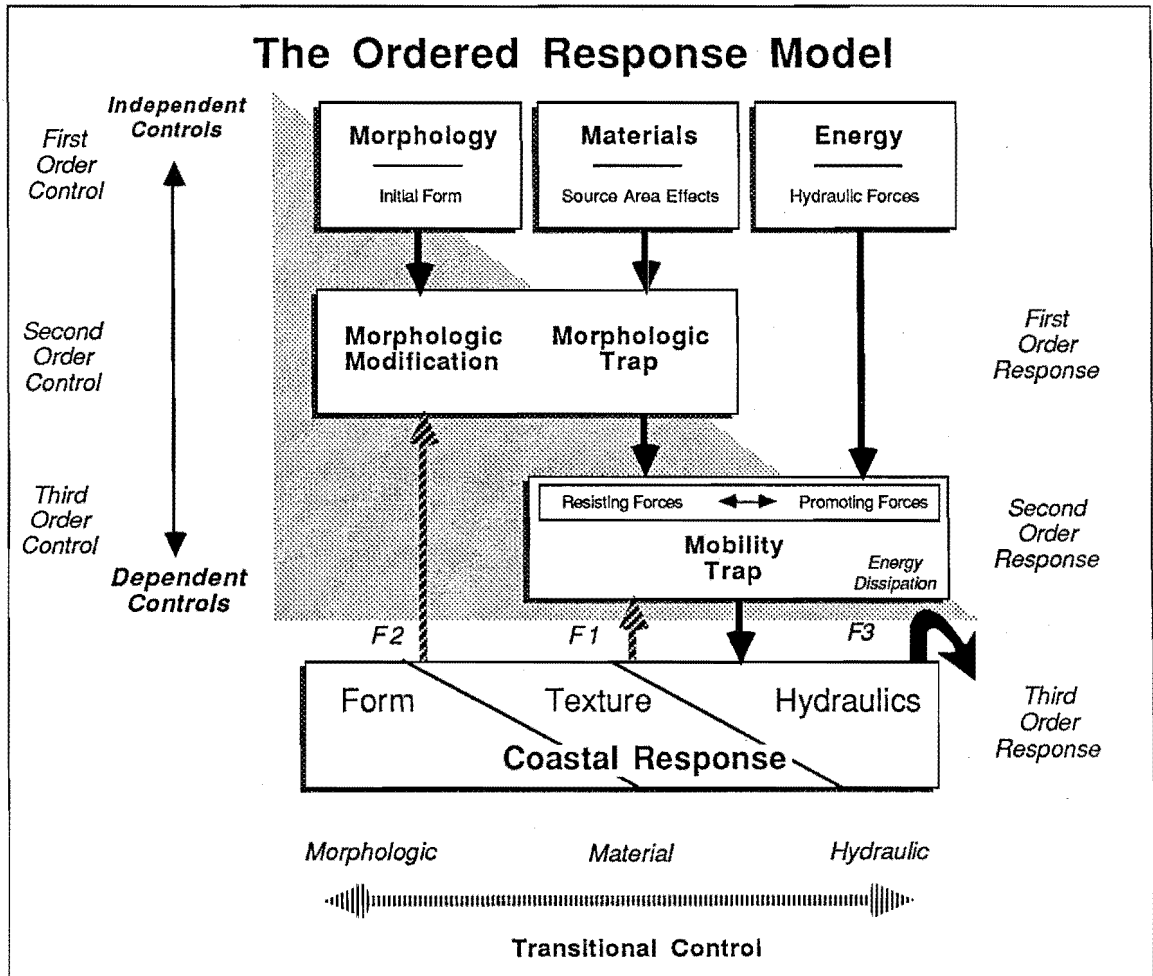 The Ordered Response Model
Independent
Controls
First
Order
Control
Morphology
Initial Form
Materials
Source Area Effects
Energy
Hydraulic Forces
Second
Order
Control
Morphologic
Modification
Morphologic
Trap
First
Order
Response
Third
Order
Control
Dependent
Controls
Resisting Forces
Promoting Forces
Mobility
Trap
Energy
Dissipation
Second
Order
Response
F2
F1
F3
Form
Texture
Hydraulics
Coastal Response
Third
Order
Response
Morphologic
Material
Hydraulic
Transitional Control